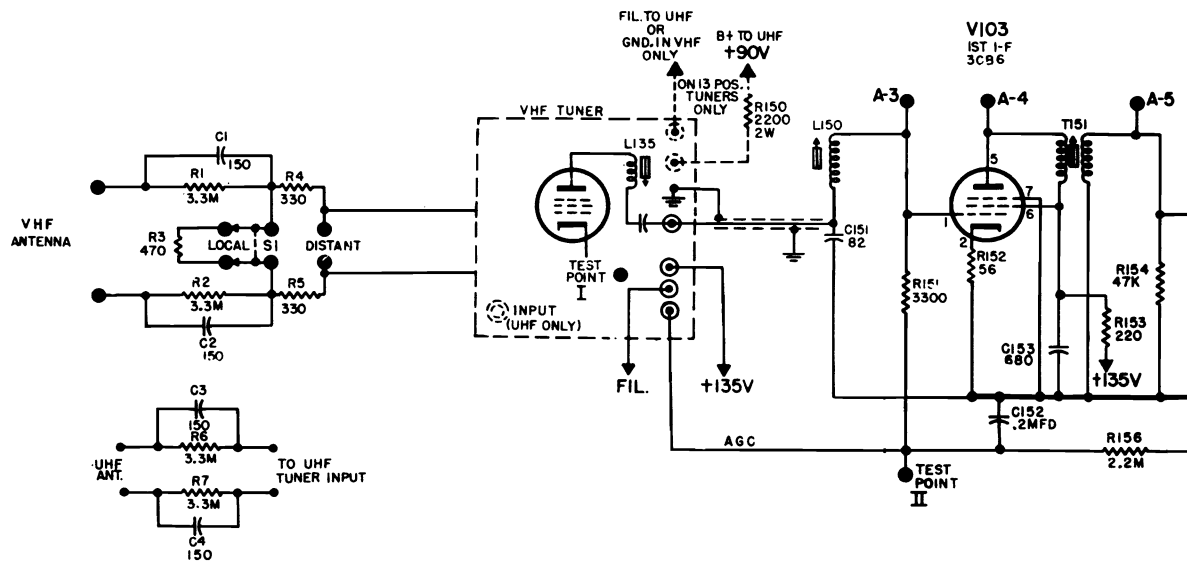 FIL. TO UHF
OR
GND. IN VHF
ONLY
B+ TO UHF
+90V
ON 13 POS.
TUNERS
ONLY
R150
2200
2W
V103
1ST I-F
3CB6
A-3
A-4
A-5
VHF TUNER
L135
L150
T151
C1
150
R1
3.3M
R4
330
VHF
ANTENNA
R3
470
LOCAL
S1
DISTANT
R2
3.3M
R5
330
C2
150
TEST
POINT
I
INPUT
(UHF ONLY)
FIL.
+135V
C151
82
5
7
6
1
2
R152
56
R151
3300
R154
47K
R153
220
C153
680
+135V
C152
.2MFD
AGC
R156
2.2M
TEST
POINT
II
C3
150
R6
3.3M
UHF
ANT.
TO UHF
TUNER INPUT
R7
3.3M
C4
150